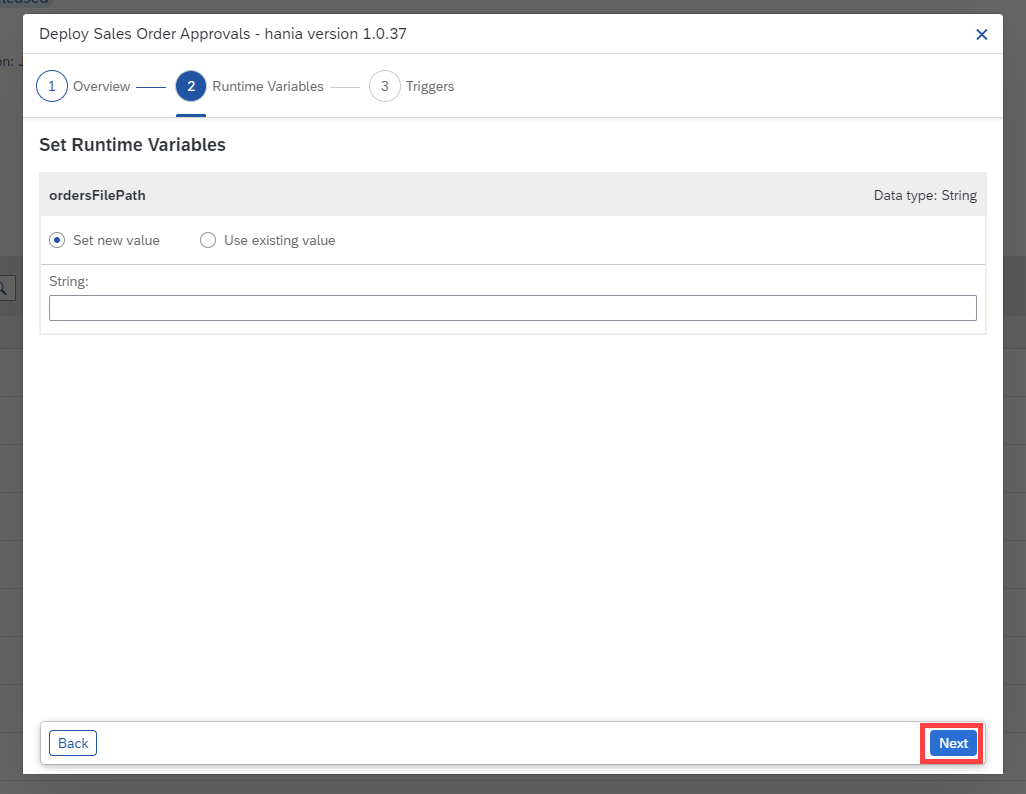 Deploy Sales Order Approvals - hania version 1.0.37
1 Overview 2 Runtime Variables 3 Triggers
Set Runtime Variables
ordersFilePath Data type: String
Set new value Use existing value
String:
Back Next